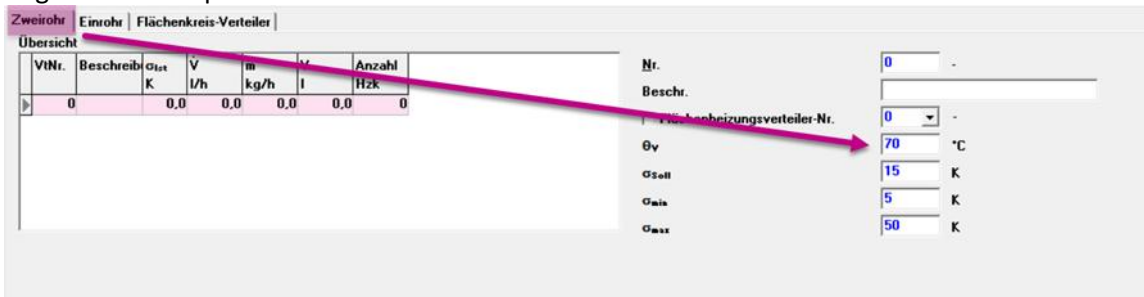 Zweirohr Einrohr Flächenkreis-Verteiler
Übersicht
VtNr. Beschreib σIst V̇ m Anzahl
K l/h kg/h l Hzk
0 0,0 0,0 0,0 0,0 0
Nr. 0 -
Beschr.
Flächenheizungsverteiler-Nr. 0 -
θV 70 °C
σSoll 15 K
σmin 5 K
σmax 50 K